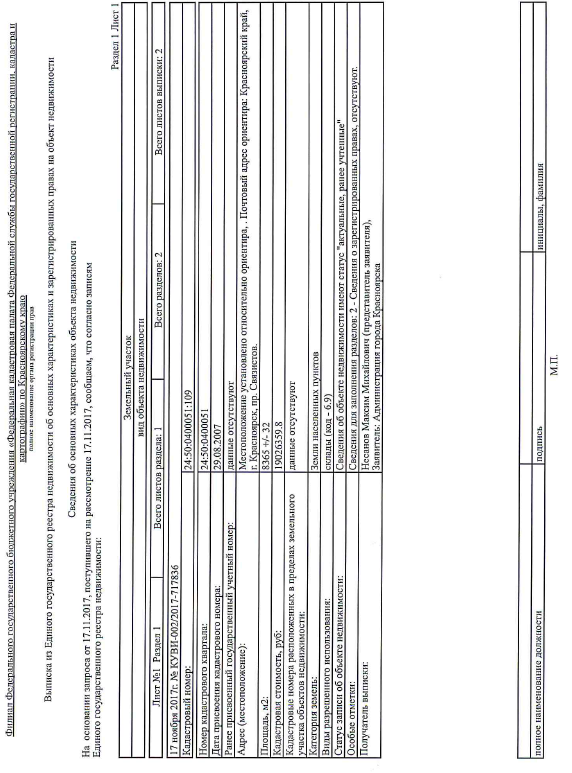 Филиал Федерального государственного бюджетного учреждения «Федеральная кадастровая палата Федеральной службы государственной регистрации, кадастра и
картографии» по Красноярскому краю
полное наименование органа регистрации прав
Выписка из Единого государственного реестра недвижимости об основных характеристиках и зарегистрированных правах на объект недвижимости
Сведения об основных характеристиках объекта недвижимости
На основании запроса от 17.11.2017, поступившего на рассмотрение 17.11.2017, сообщаем, что согласно записям
Единого государственного реестра недвижимости:
Раздел 1 Лист 1
Земельный участок
вид объекта недвижимости
Лист №1 Раздел 1 Всего листов раздела: 1 Всего разделов: 2 Всего листов выписки: 2
17 ноября 2017г. № КУВИ-002/2017-717836
Кадастровый номер: 24:50:0400051:109
Номер кадастрового квартала: 24:50:0400051
Дата присвоения кадастрового номера: 29.08.2007
Ранее присвоенный государственный учетный номер: данные отсутствуют
Адрес (местоположение): Местоположение установлено относительно ориентира, . Почтовый адрес ориентира: Красноярский край,
г. Красноярск, пр. Связистов.
Площадь, м2: 8365 +/- 32
Кадастровая стоимость, руб: 19026359.8
Кадастровые номера расположенных в пределах земельного
участка объектов недвижимости: данные отсутствуют
Категория земель: Земли населенных пунктов
Виды разрешенного использования: склады (код - 6.9)
Статус записи об объекте недвижимости: Сведения об объекте недвижимости имеют статус "актуальные, ранее учтенные"
Особые отметки: Сведения для заполнения разделов: 2 - Сведения о зарегистрированных правах, отсутствуют.
Получатель выписки: Несанов Максим Михайлович (представитель заявителя),
Заявитель: Администрация города Красноярска
полное наименование должности подпись инициалы, фамилия
М.П.